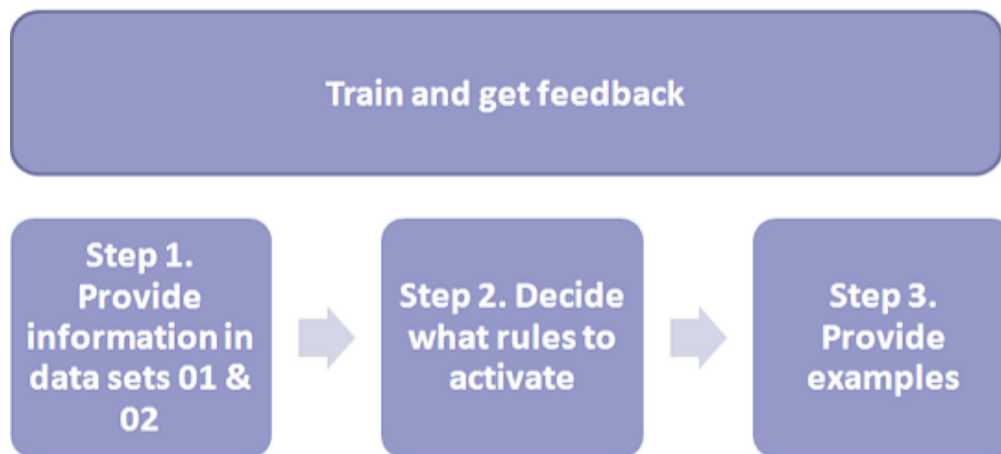 Train and get feedback
Step 1.
Provide
information in
data sets 01 &
02
Step 2. Decide
what rules to
activate
Step 3.
Provide
examples